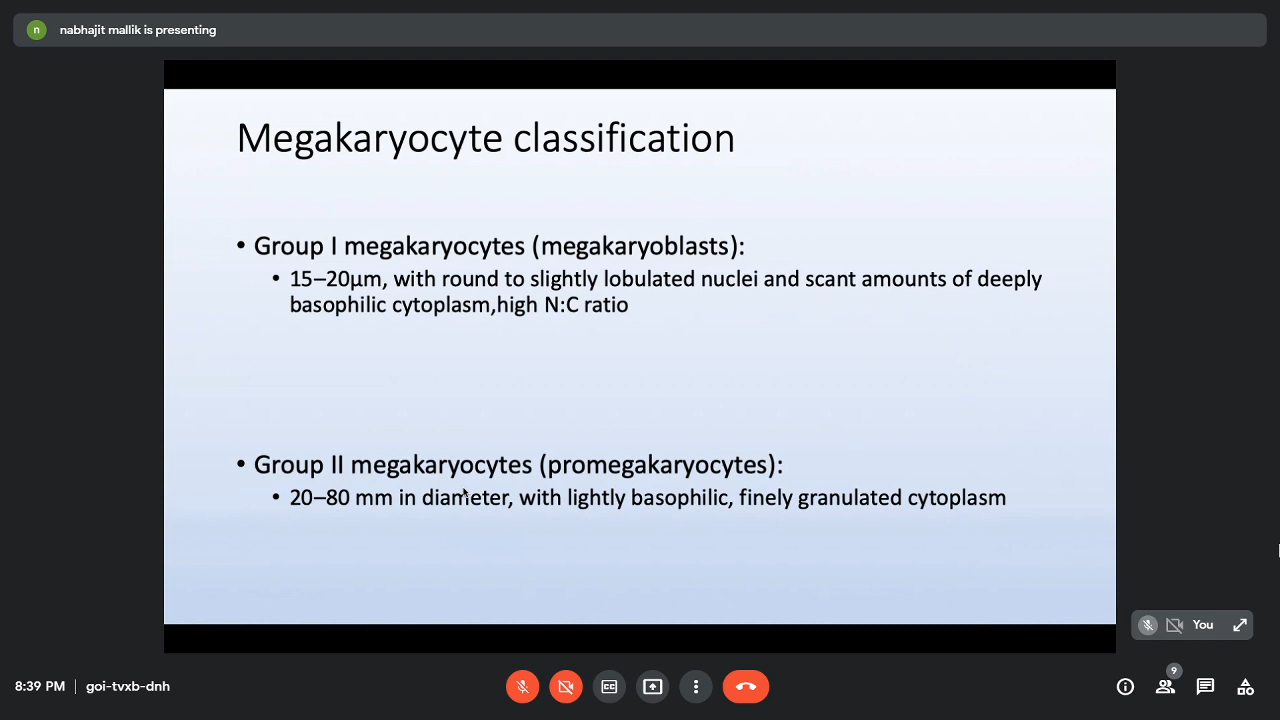 n nabhajit mallik is presenting
Megakaryocyte classification
• Group I megakaryocytes (megakaryoblasts):
• 15–20µm, with round to slightly lobulated nuclei and scant amounts of deeply
basophilic cytoplasm,high N:C ratio
• Group II megakaryocytes (promegakaryocytes):
• 20–80 mm in diameter, with lightly basophilic, finely granulated cytoplasm
You
8:39 PM | goi-tvxb-dnh
CC
9